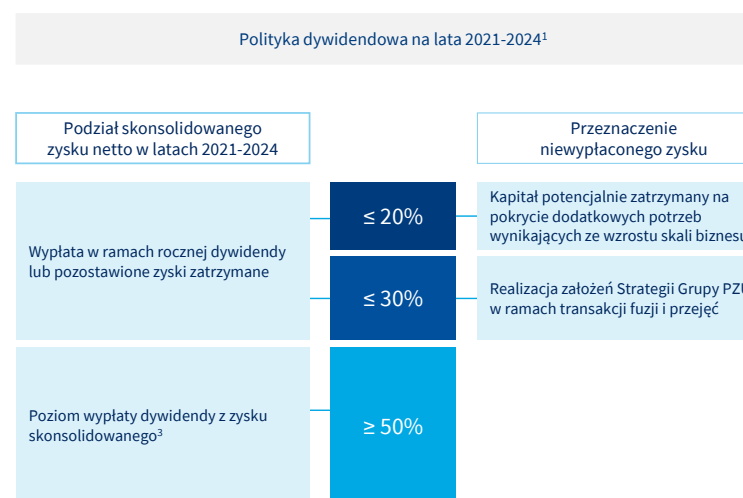 Polityka dywidendowa na lata 2021-2024¹
Podział skonsolidowanego
zysku netto w latach 2021-2024
Przeznaczenie
niewypłaconego zysku
Wypłata w ramach rocznej dywidendy
lub pozostawione zyski zatrzymane
≤ 20%
Kapitał potencjalnie zatrzymany na
pokrycie dodatkowych potrzeb
wynikających ze wzrostu skali biznesu
≤ 30%
Realizacja założeń Strategii Grupy PZU
w ramach transakcji fuzji i przejęć
Poziom wypłaty dywidendy z zysku
skonsolidowanego³
≥ 50%